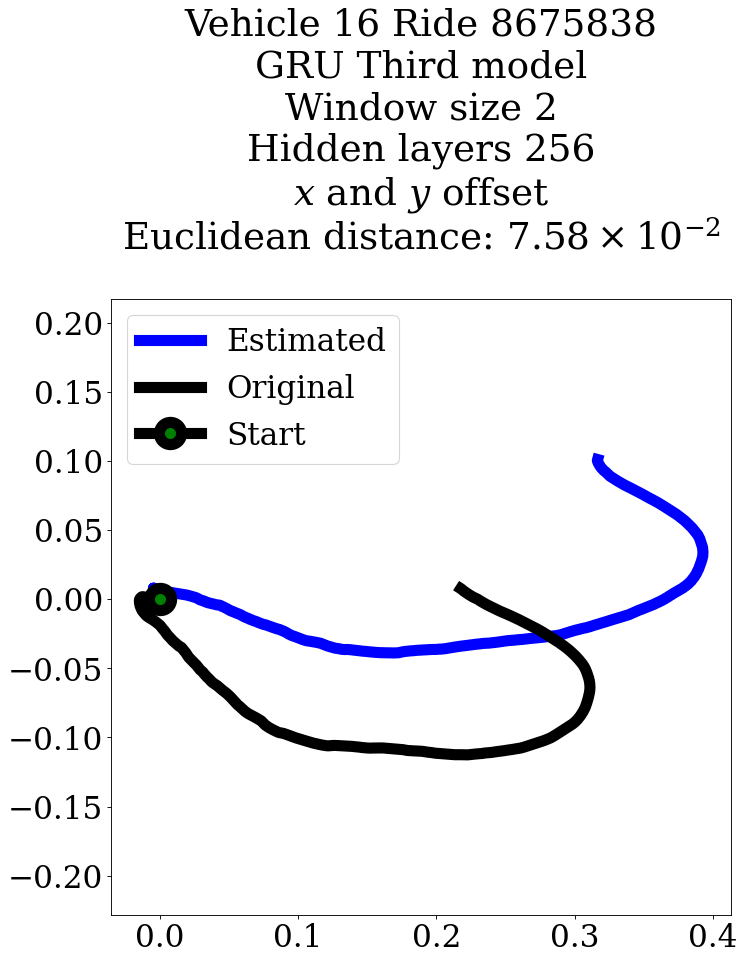 Vehicle 16 Ride 8675838
GRU Third model
Window size 2
Hidden layers 256
x and y offset
Euclidean distance: 7.58 × 10⁻²
Estimated
Original
Start
0.20
0.15
0.10
0.05
0.00
−0.05
−0.10
−0.15
−0.20
0.0 0.1 0.2 0.3 0.4